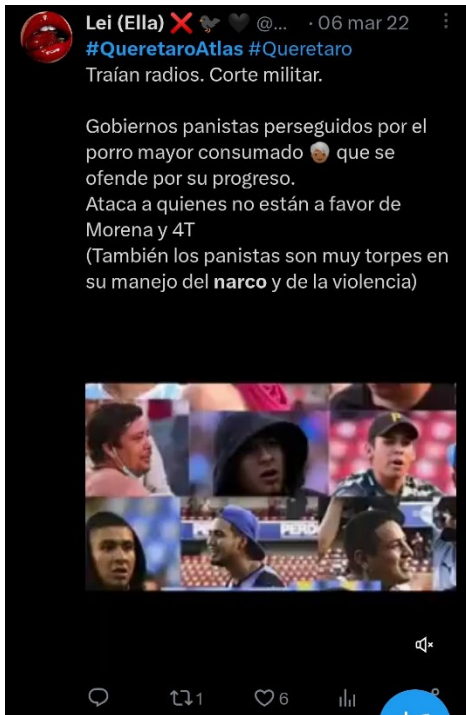 Lei (Ella) ❌ 🐦‍⬛ 🖤 @... · 06 mar 22
#QueretaroAtlas #Queretaro
Traían radios. Corte militar.
Gobiernos panistas perseguidos por el
porro mayor consumado 👨🏽‍🦳 que se
ofende por su progreso.
Ataca a quienes no están a favor de
Morena y 4T
(También los panistas son muy torpes en
su manejo del narco y de la violencia)
1
6